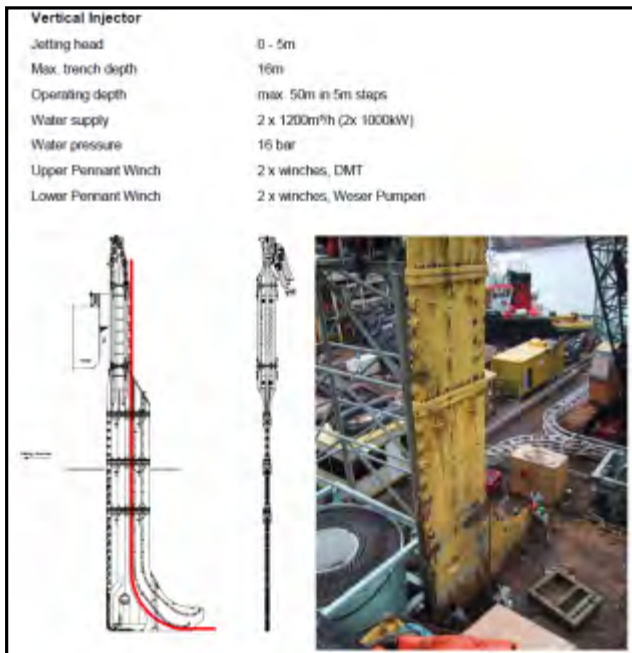 Vertical Injector
Jetting head 0 - 5m
Max. trench depth 16m
Operating depth max. 50m in 5m steps
Water supply 2 x 1200m³/h (2x 1000kW)
Water pressure 16 bar
Upper Pennant Winch 2 x winches, DMT
Lower Pennant Winch 2 x winches, Weser Pumpen